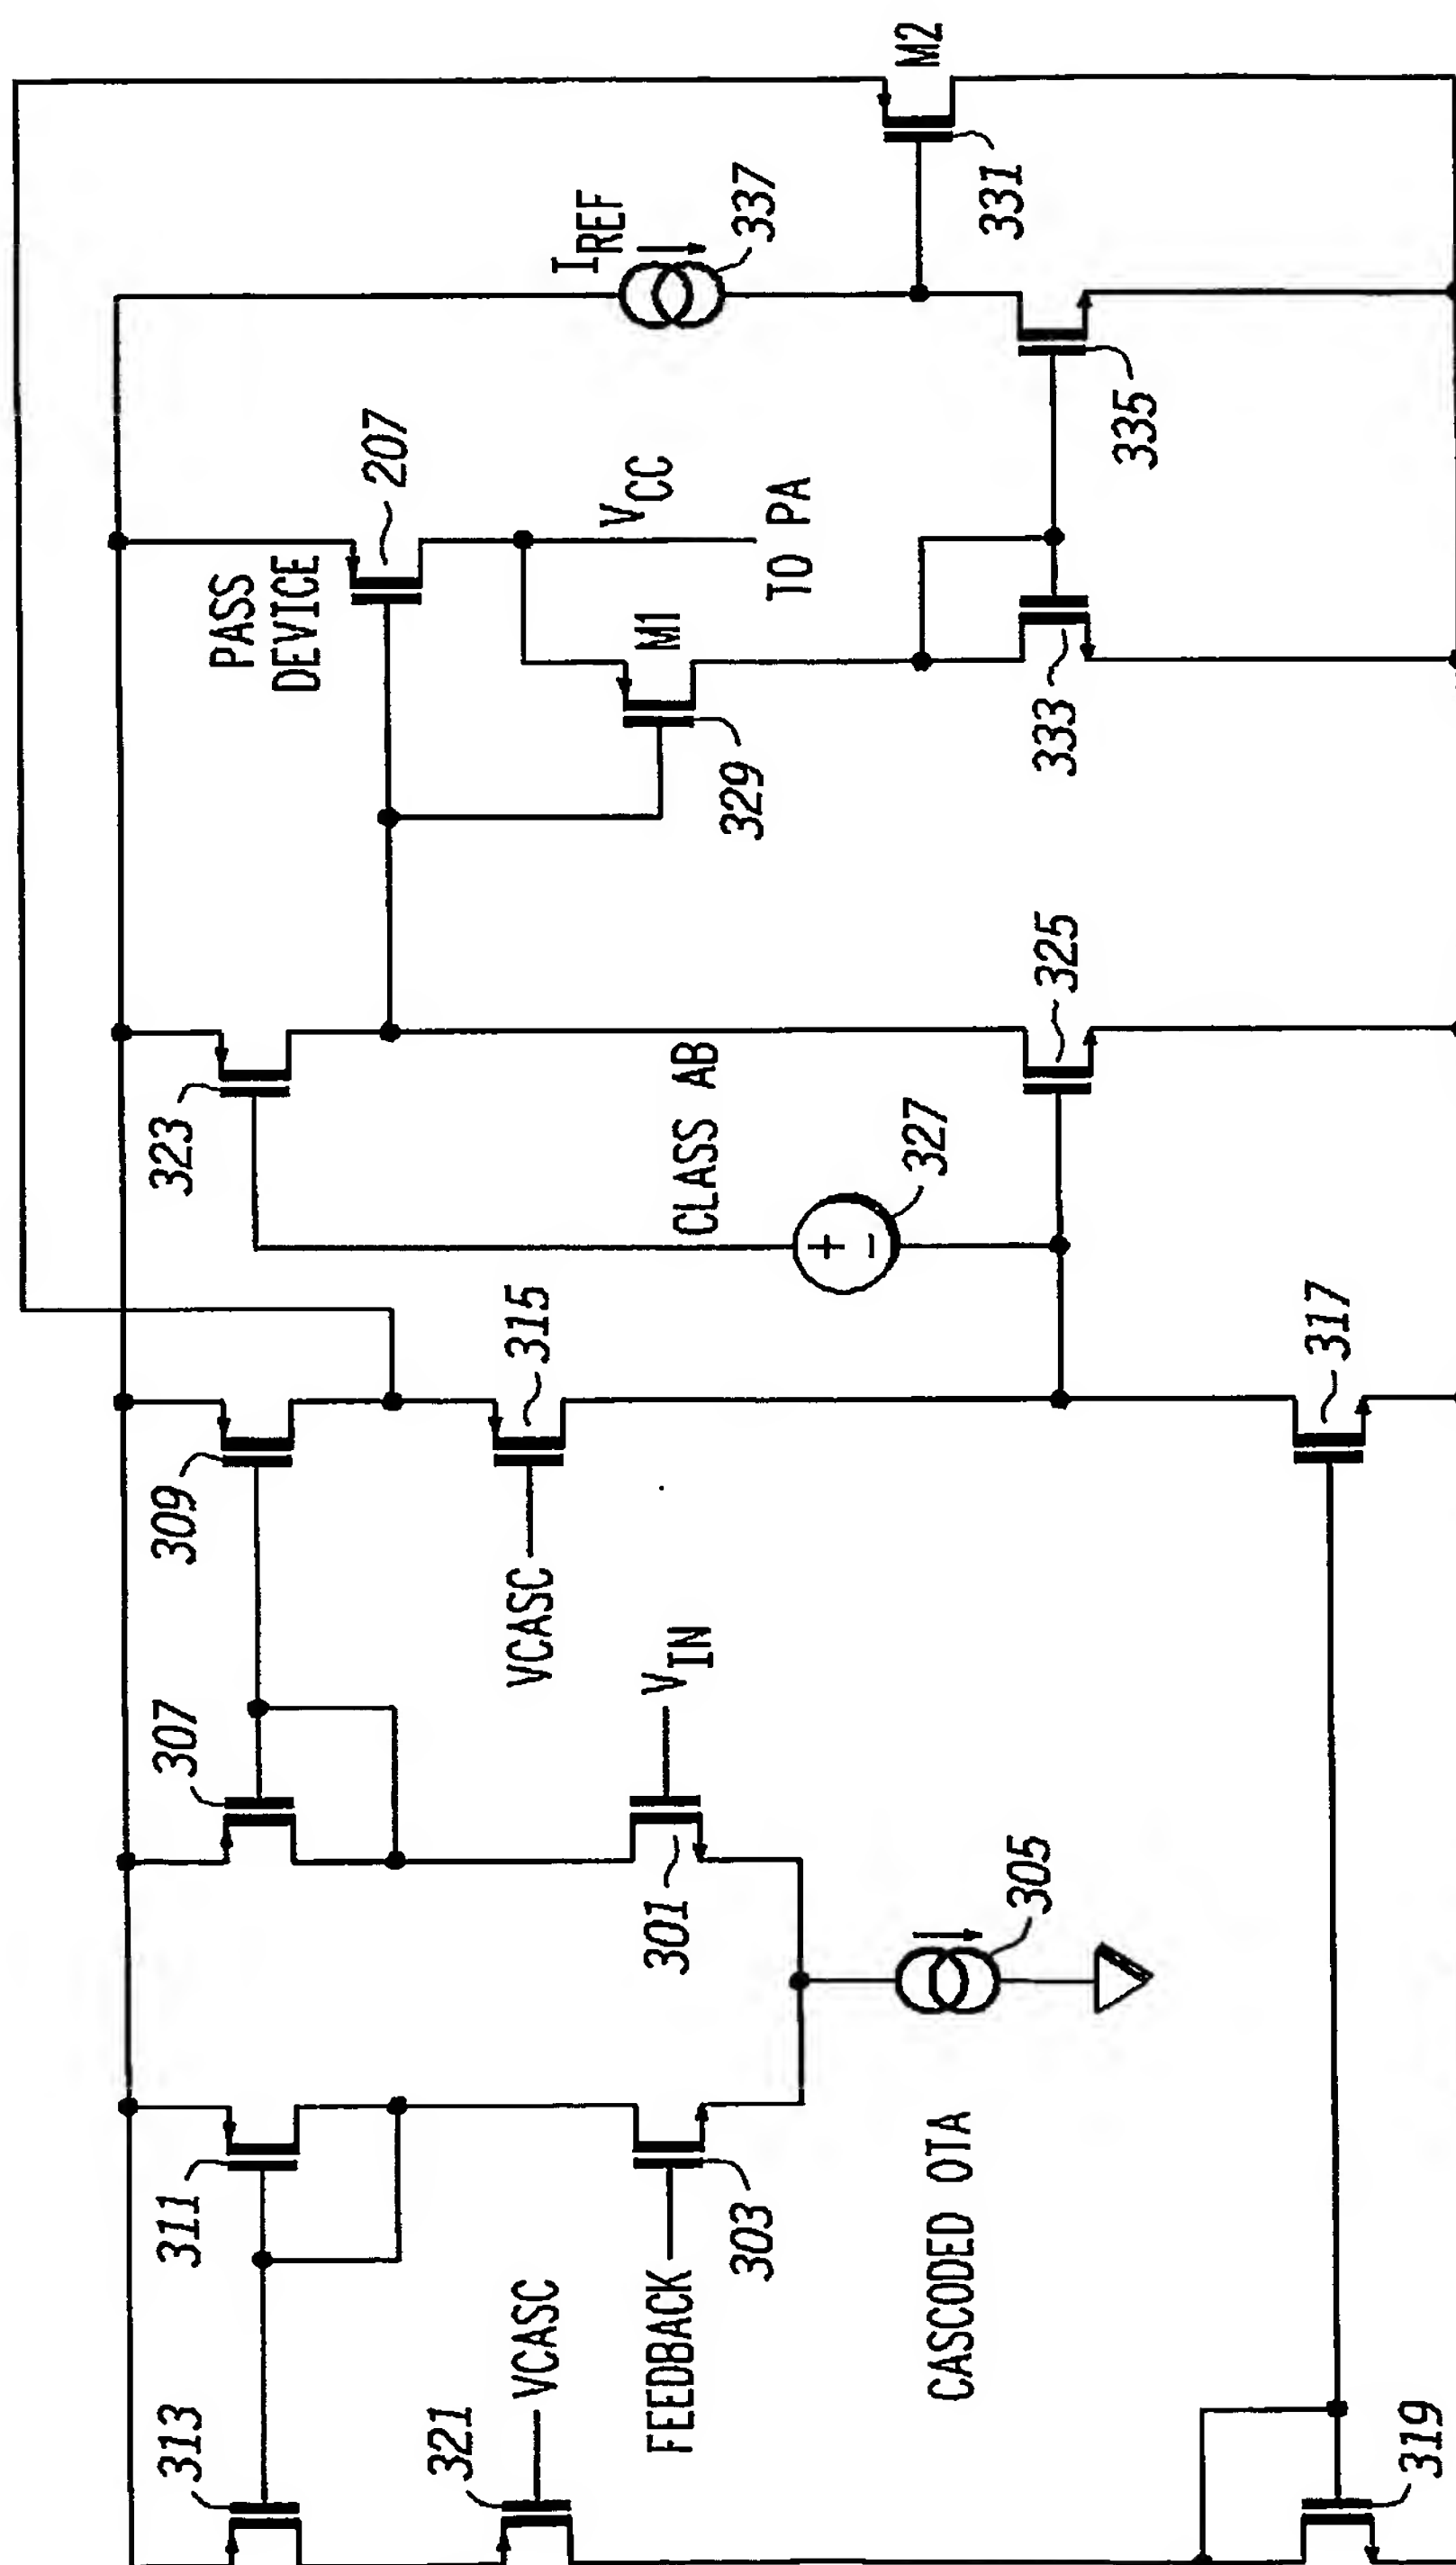 M2
331
I REF
337
335
207
PASS
DEVICE
VCC
TO PA
M1
329
333
323
CLASS AB
327
325
309
315
VCASC
317
307
VIN
301
305
311
303
FEEDBACK
CASCODED OTA
313
321
VCASC
319
+
−